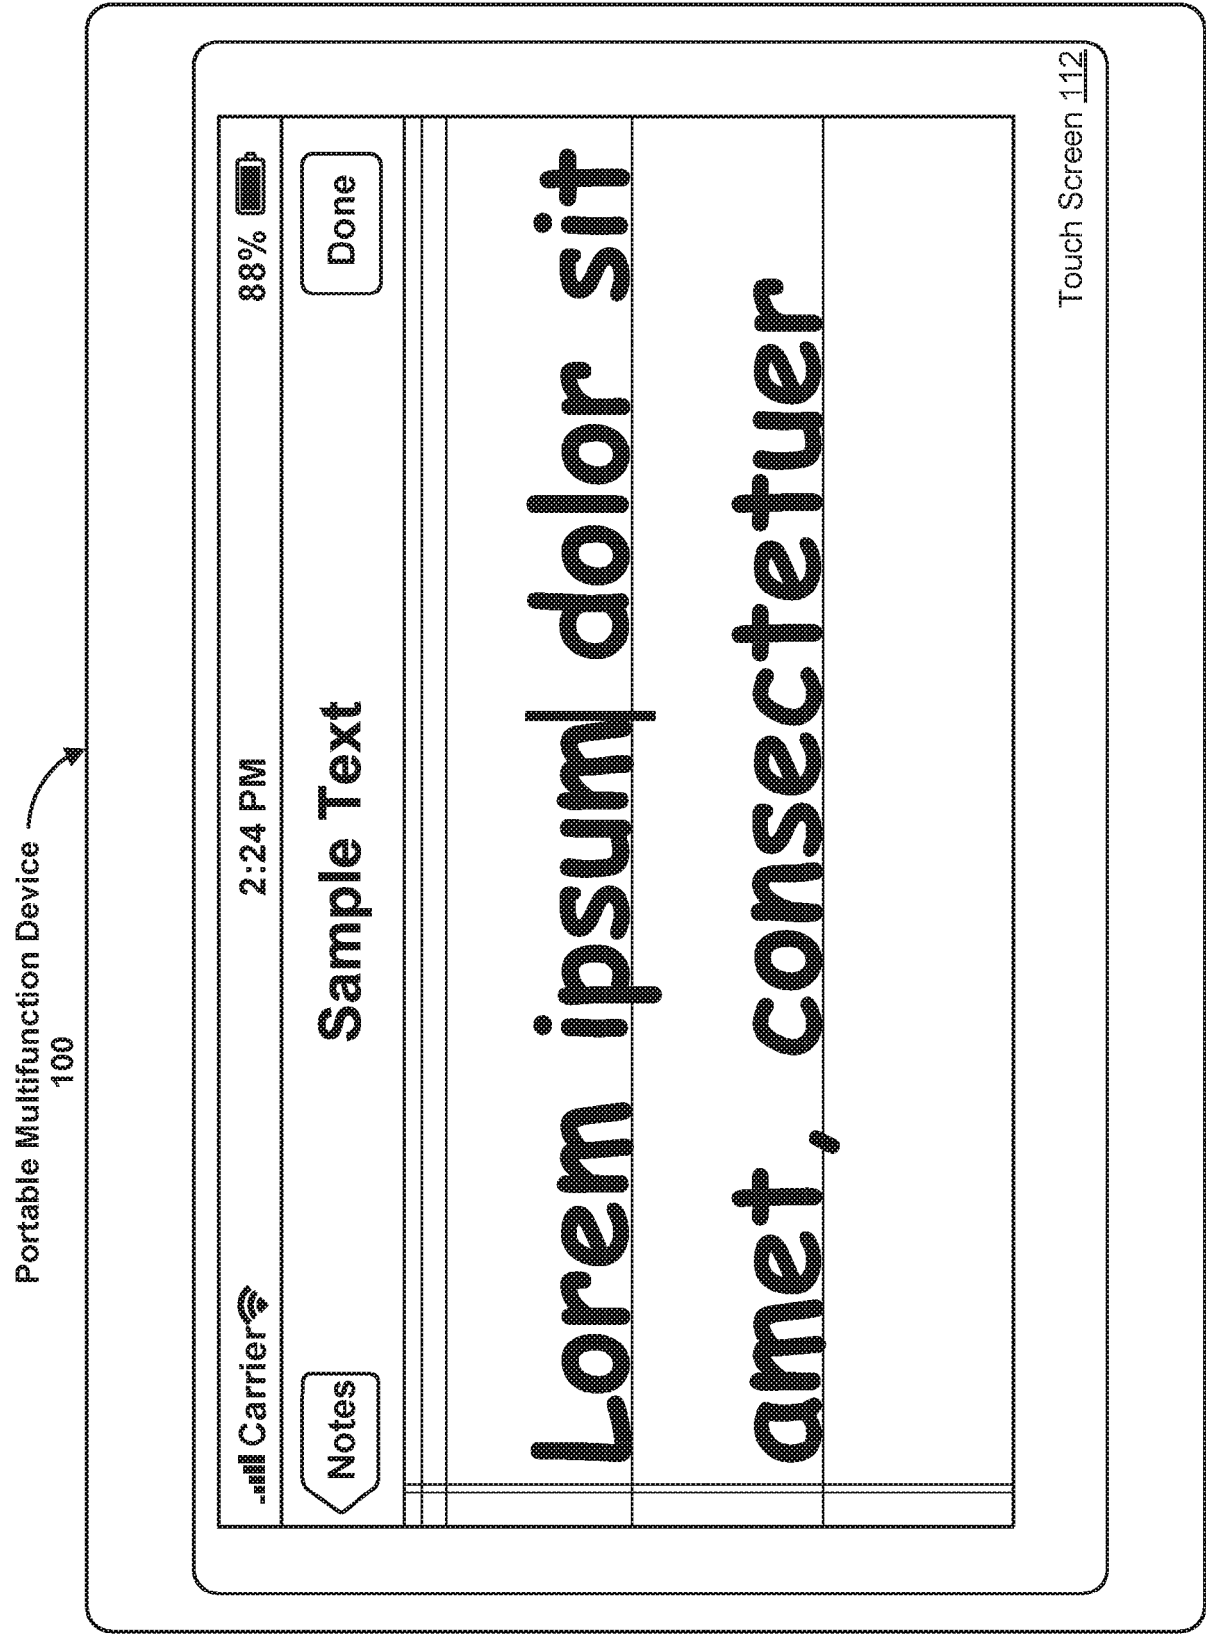 Portable Multifunction Device
100
Carrier 2:24 PM 88%
Notes Sample Text Done
Lorem ipsum dolor sit
amet, consectetuer
Touch Screen 112